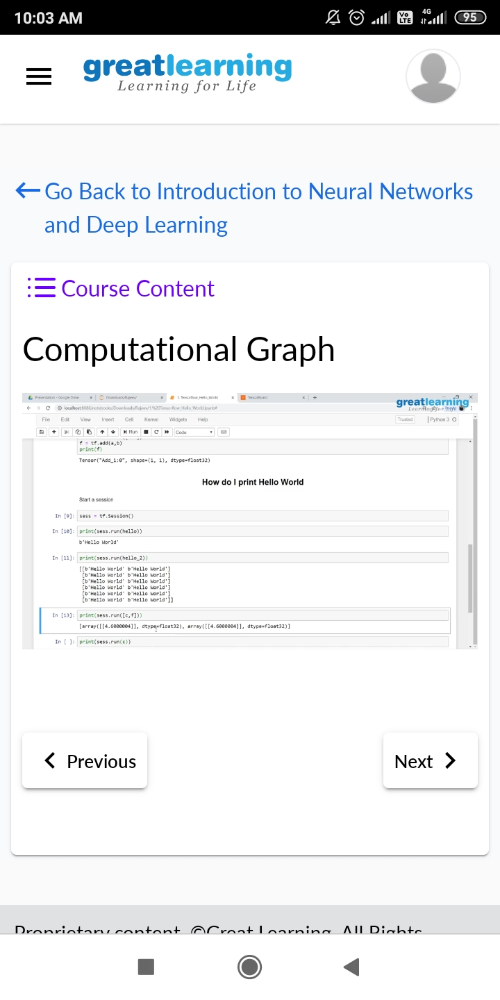 10:03 AM
Vo LTE
4G
95
greatlearning
Learning for Life
Go Back to Introduction to Neural Networks
and Deep Learning
Course Content
Computational Graph
Presentation - Google Drive
Downloads/Rajeev/
1. Tensorflow_Hello_World
TensorBoard
localhost:8888/notebooks/Downloads/Rajeev/1.%20Tensorflow_Hello_World.ipynb#
greatlearning
File Edit View Insert Cell Kernel Widgets Help
Trusted
Python 3
Run
Code
f = tf.add(a,b)
print(f)
Tensor("Add_1:0", shape=(1, 1), dtype=float32)
How do I print Hello World
Start a session
In [9]: sess = tf.Session()
In [10]: print(sess.run(hello))
b'Hello World'
In [11]: print(sess.run(hello_2))
[[b'Hello World' b'Hello World']
[b'Hello World' b'Hello World']
[b'Hello World' b'Hello World']
[b'Hello World' b'Hello World']
[b'Hello World' b'Hello World']
[b'Hello World' b'Hello World']]
In [13]: print(sess.run([c,f]))
[array([[4.6000004]], dtype=float32), array([[4.6000004]], dtype=float32)]
In [ ]: print(sess.run(c))
Previous
Next
Proprietary content. ©Great Learning. All Rights